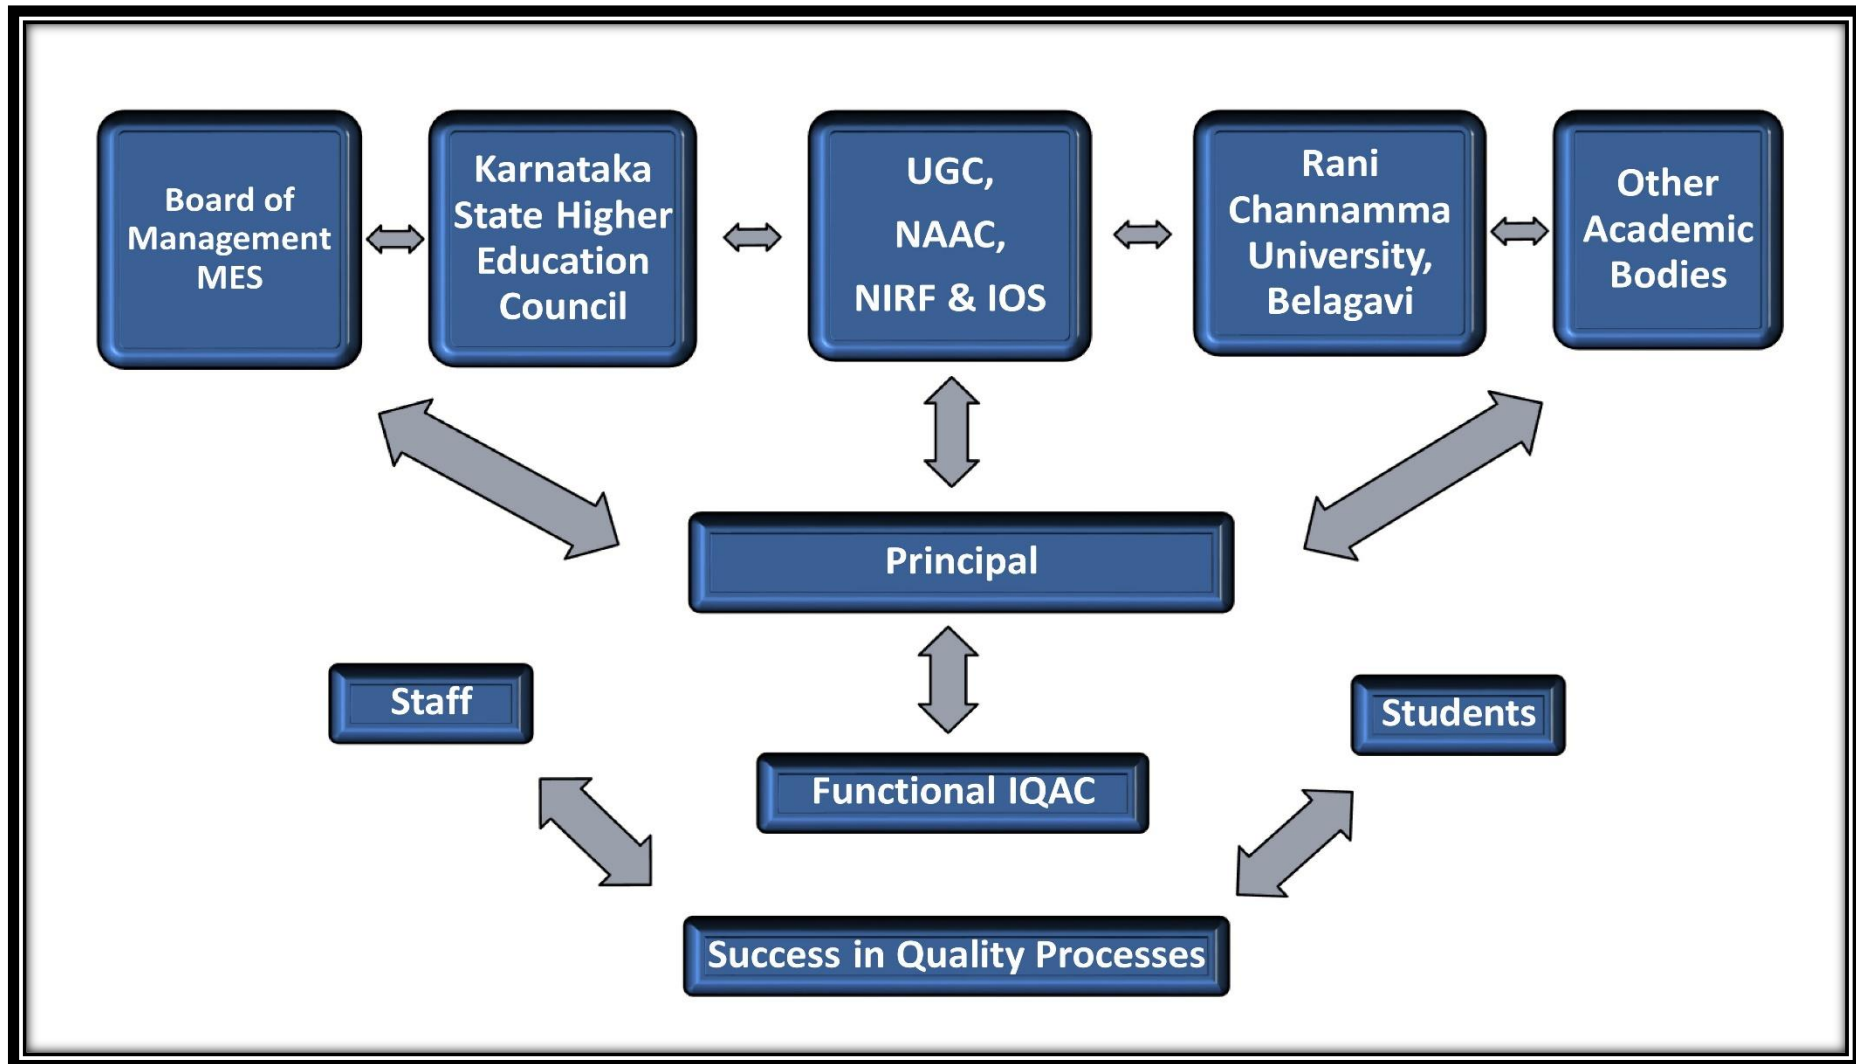 Board of
Management
MES
Karnataka
State Higher
Education
Council
UGC,
NAAC,
NIRF & IOS
Rani
Channamma
University,
Belagavi
Other
Academic
Bodies
Principal
Staff
Students
Functional IQAC
Success in Quality Processes